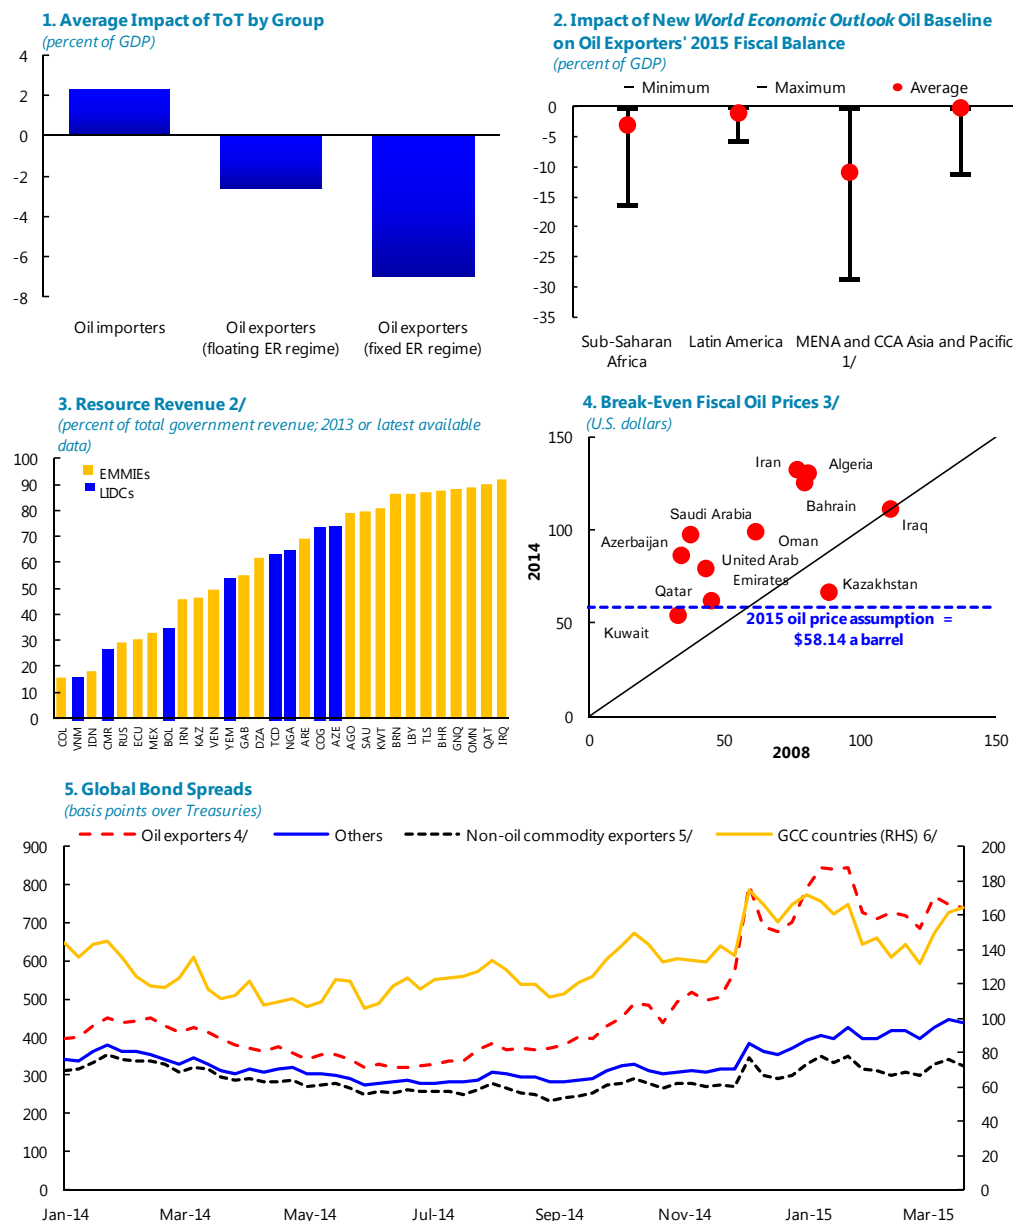 1. Average Impact of ToT by Group
(percent of GDP)
4
2
0
-2
-4
-6
-8
Oil importers
Oil exporters
(floating ER regime)
Oil exporters
(fixed ER regime)
2. Impact of New World Economic Outlook Oil Baseline
on Oil Exporters' 2015 Fiscal Balance
(percent of GDP)
Minimum
Maximum
Average
0
-5
-10
-15
-20
-25
-30
-35
Sub-Saharan
Africa
Latin America
MENA and CCA
1/
Asia and Pacific
3. Resource Revenue 2/
(percent of total government revenue; 2013 or latest available
data)
100
90
80
70
60
50
40
30
20
10
0
EMMIEs
LIDCs
COL
VNM
IDN
CMR
RUS
ECU
MEX
BOL
IRN
KAZ
VEN
YEM
GAB
DZA
TCD
NGA
ARE
COG
AZE
AGO
SAU
KWT
BRN
LBY
TLS
BHR
GNQ
OMN
QAT
IRQ
4. Break-Even Fiscal Oil Prices 3/
(U.S. dollars)
150
100
50
0
2014
Iran
Algeria
Bahrain
Saudi Arabia
Iraq
Azerbaijan
Oman
United Arab
Emirates
Kazakhstan
Qatar
Kuwait
2015 oil price assumption =
$58.14 a barrel
0
50
100
150
2008
5. Global Bond Spreads
(basis points over Treasuries)
Oil exporters 4/
Others
Non-oil commodity exporters 5/
GCC countries (RHS) 6/
900
800
700
600
500
400
300
200
100
0
200
180
160
140
120
100
80
60
40
20
0
Jan-14
Mar-14
May-14
Jul-14
Sep-14
Nov-14
Jan-15
Mar-15